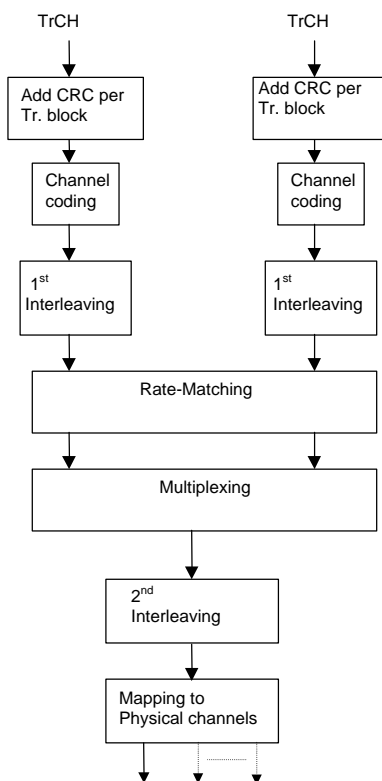 TrCH TrCH
Add CRC per Add CRC per
Tr. block Tr. block
Channel Channel
coding coding
1st 1st
Interleaving Interleaving
Rate-Matching
Multiplexing
2nd
Interleaving
Mapping to
Physical channels